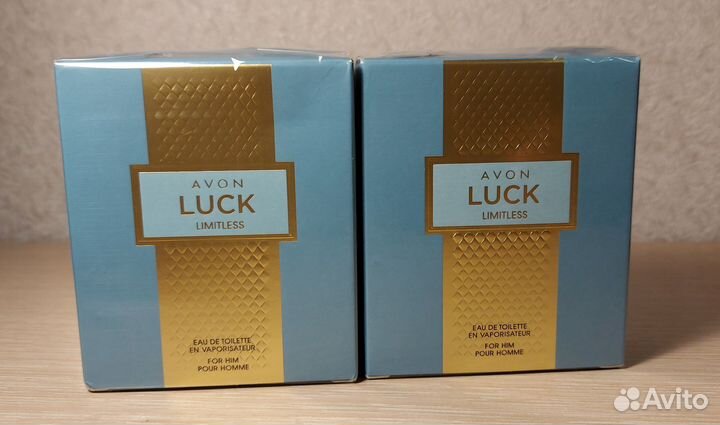 AVON
LUCK
LIMITLESS
EAU DE TOILETTE
EN VAPORISATEUR
FOR HIM
POUR HOMME
AVON
LUCK
LIMITLESS
EAU DE TOILETTE
EN VAPORISATEUR
FOR HIM
POUR HOMME
Avito